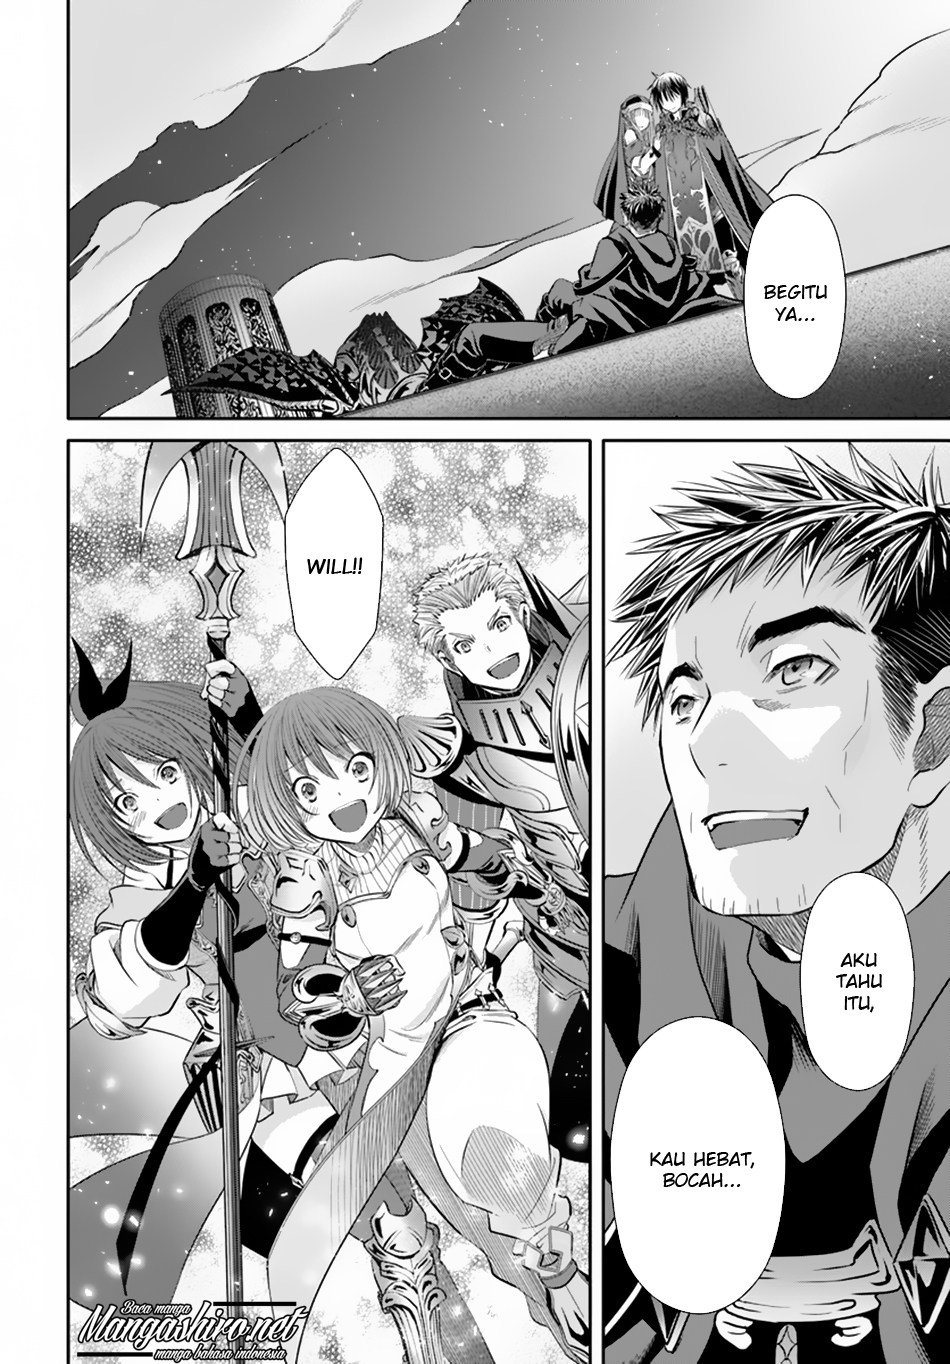 BEGITU
YA...
AKU
TAHU
ITU,
KAU HEBAT,
BOCAH...
WILL!!
Baca manga
Mangashiro.net
manga bahasa indonesia